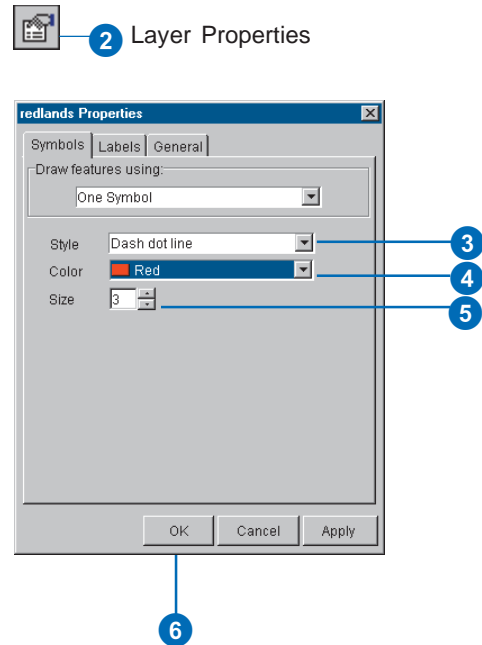 2 Layer Properties
redlands Properties
Symbols Labels General
Draw features using:
One Symbol
Style Dash dot line 3
Color Red 4
Size 3 5
OK Cancel Apply
6